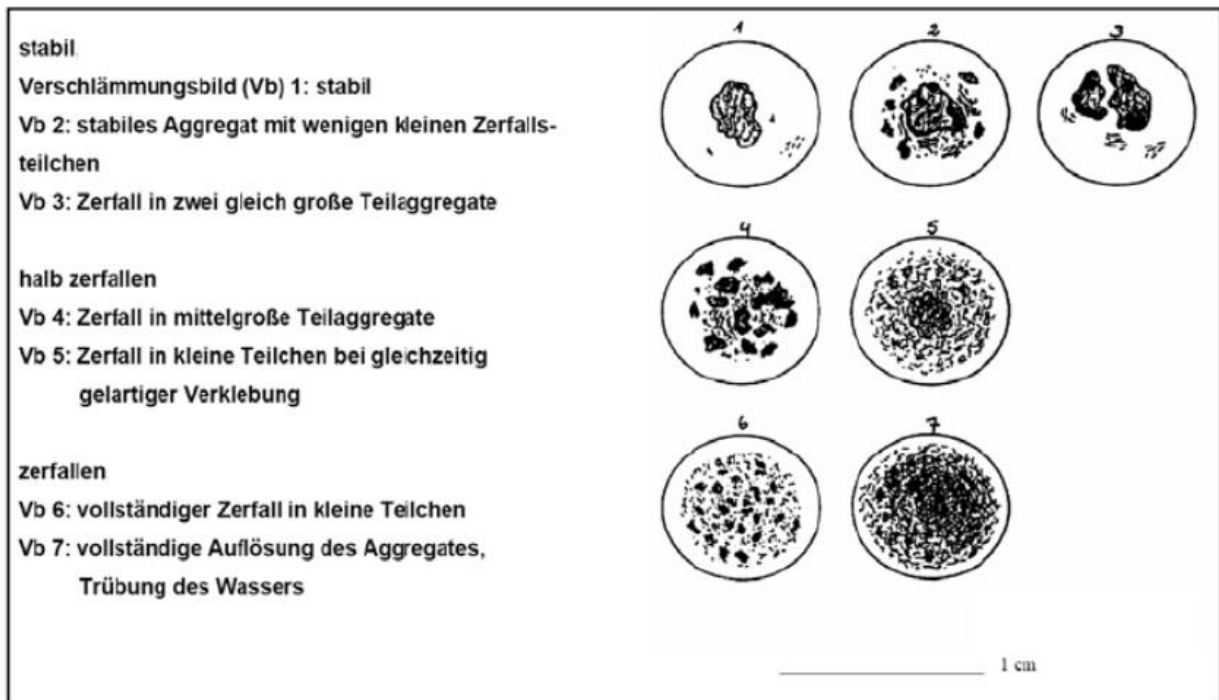 stabil
Verschlämmungsbild (Vb) 1: stabil
Vb 2: stabiles Aggregat mit wenigen kleinen Zerfalls-
teilchen
Vb 3: Zerfall in zwei gleich große Teilaggregate
halb zerfallen
Vb 4: Zerfall in mittelgroße Teilaggregate
Vb 5: Zerfall in kleine Teilchen bei gleichzeitig
gelartiger Verklebung
zerfallen
Vb 6: vollständiger Zerfall in kleine Teilchen
Vb 7: vollständige Auflösung des Aggregates,
Trübung des Wassers
1 2 3
4 5
6 7
1 cm